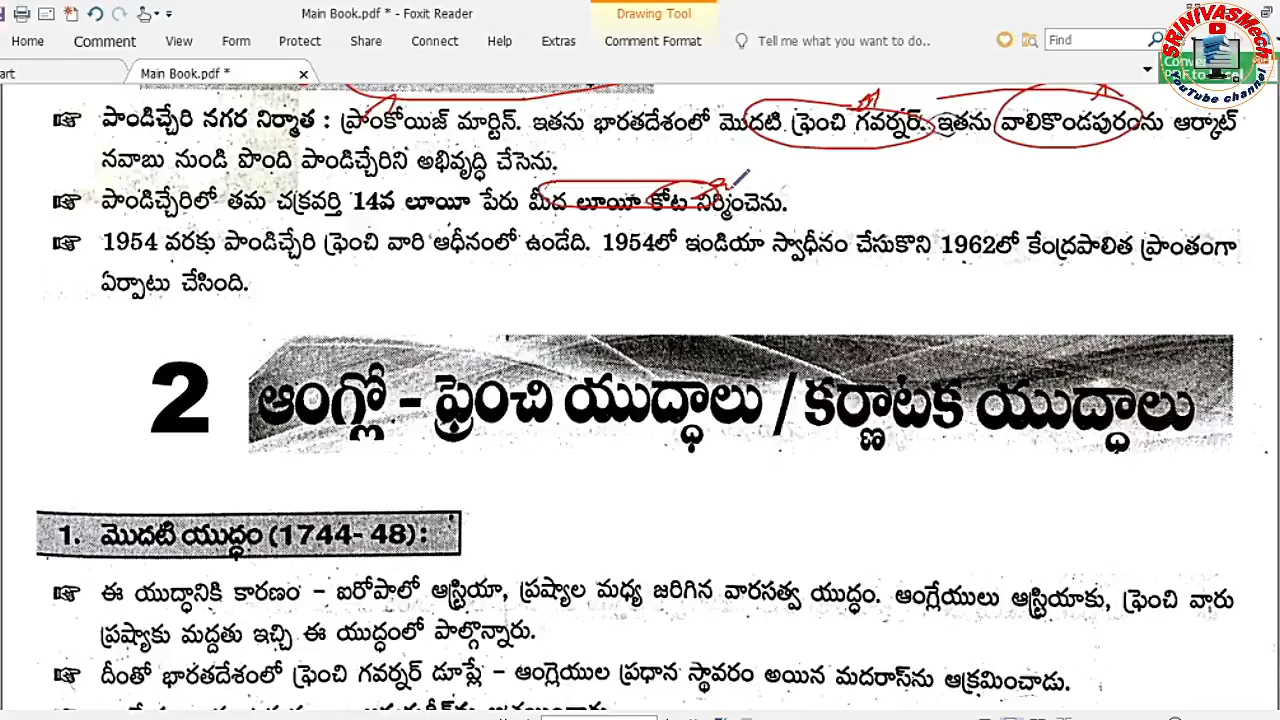 Main Book.pdf * - Foxit Reader
Drawing Tool
Home Comment View Form Protect Share Connect Help Extras Comment Format Tell me what you want to do.. Find
art Main Book.pdf *
SRINIVASMech
YouTube channel
పాండిచ్చేరి నగర నిర్మాత : ఫ్రాంకోయిజ్ మార్టిన్. ఇతను భారతదేశంలో మొదటి ఫ్రెంచి గవర్నర్. ఇతను వాలికొండపురంను ఆర్కాట్
నవాబు నుండి పొంది పాండిచ్చేరిని అభివృద్ధి చేసెను.
పాండిచ్చేరిలో తమ చక్రవర్తి 14వ లూయీ పేరు మీద లూయీ కోట నిర్మించెను.
1954 వరకు పాండిచ్చేరి ఫ్రెంచి వారి ఆధీనంలో ఉండేది. 1954లో ఇండియా స్వాధీనం చేసుకొని 1962లో కేంద్రపాలిత ప్రాంతంగా
ఏర్పాటు చేసింది.
2 ఆంగ్లో - ఫ్రెంచి యుద్ధాలు / కర్ణాటక యుద్ధాలు
1. మొదటి యుద్ధం (1744- 48) :
ఈ యుద్ధానికి కారణం - ఐరోపాలో ఆస్ట్రియా, ప్రష్యాల మధ్య జరిగిన వారసత్వ యుద్ధం. ఆంగ్లేయులు ఆస్ట్రియాకు, ఫ్రెంచి వారు
ప్రష్యాకు మద్దతు ఇచ్చి ఈ యుద్ధంలో పాల్గొన్నారు.
దీంతో భారతదేశంలో ఫ్రెంచి గవర్నర్ డూప్లే - ఆంగ్లెయుల ప్రధాన స్థావరం అయిన మదరాస్‌ను ఆక్రమించాడు.